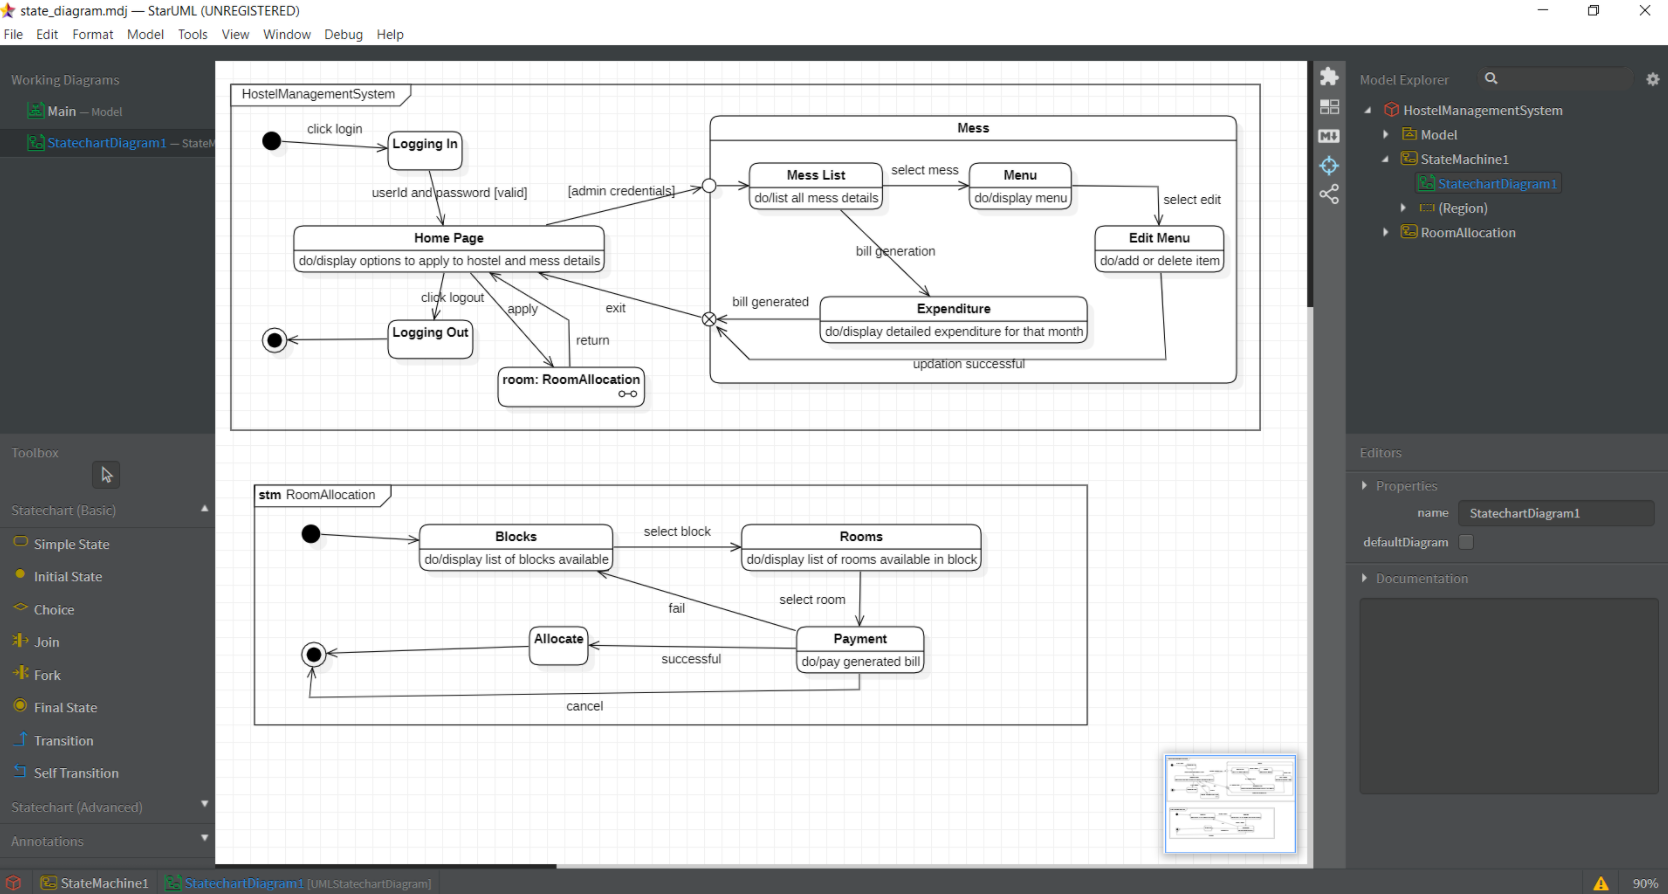 state_diagram.mdj — StarUML (UNREGISTERED)
File Edit Format Model Tools View Window Debug Help
Working Diagrams
Main — Model
StatechartDiagram1 — StateM
Toolbox
Statechart (Basic)
Simple State
Initial State
Choice
Join
Fork
Final State
Transition
Self Transition
Statechart (Advanced)
Annotations
HostelManagementSystem
click login
Logging In
userId and password [valid]
[admin credentials]
Home Page
do/display options to apply to hostel and mess details
click logout
apply
exit
return
Logging Out
room: RoomAllocation
Mess
Mess List
do/list all mess details
select mess
Menu
do/display menu
select edit
Edit Menu
do/add or delete item
bill generation
bill generated
Expenditure
do/display detailed expenditure for that month
updation successful
stm RoomAllocation
Blocks
do/display list of blocks available
select block
Rooms
do/display list of rooms available in block
select room
fail
Allocate
successful
Payment
do/pay generated bill
cancel
M
Model Explorer
HostelManagementSystem
Model
StateMachine1
StatechartDiagram1
(Region)
RoomAllocation
Editors
Properties
name StatechartDiagram1
defaultDiagram
Documentation
StateMachine1 StatechartDiagram1 [UMLStatechartDiagram]
90%